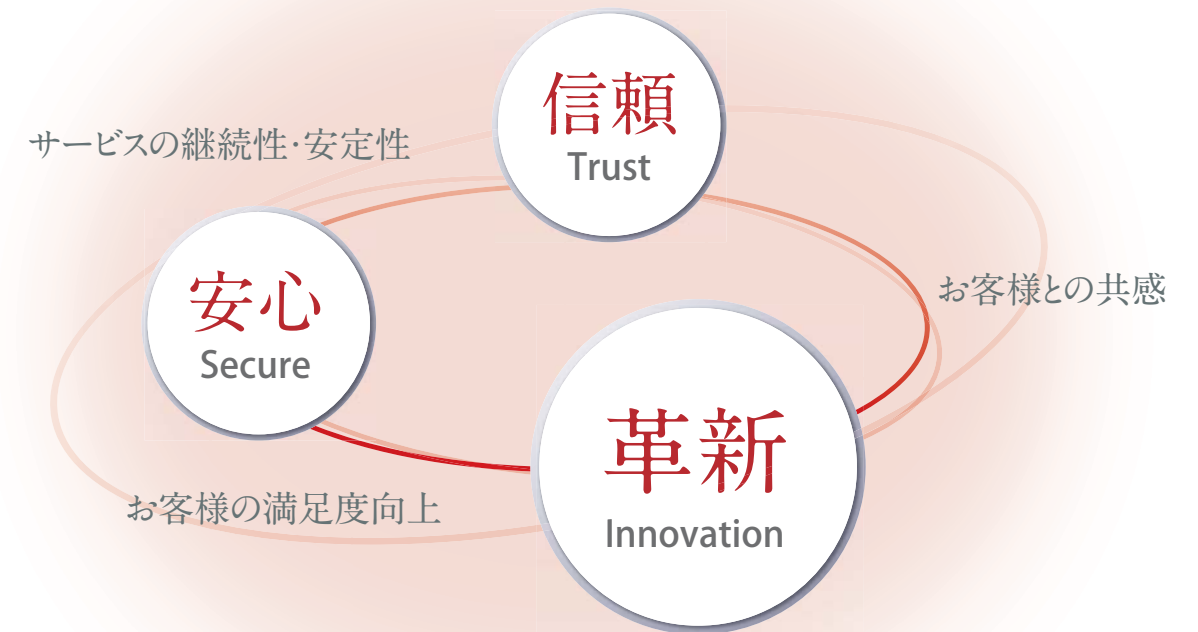 信頼
Trust
サービスの継続性・安定性
安心
Secure
お客様との共感
革新
Innovation
お客様の満足度向上